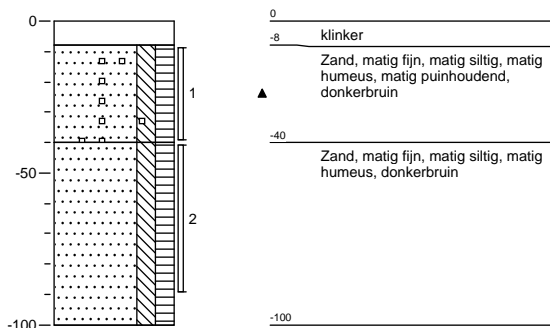 0
0
-8
klinker
Zand, matig fijn, matig siltig, matig
humeus, matig puinhoudend,
donkerbruin
1
-40
Zand, matig fijn, matig siltig, matig
humeus, donkerbruin
-50
2
-100
-100